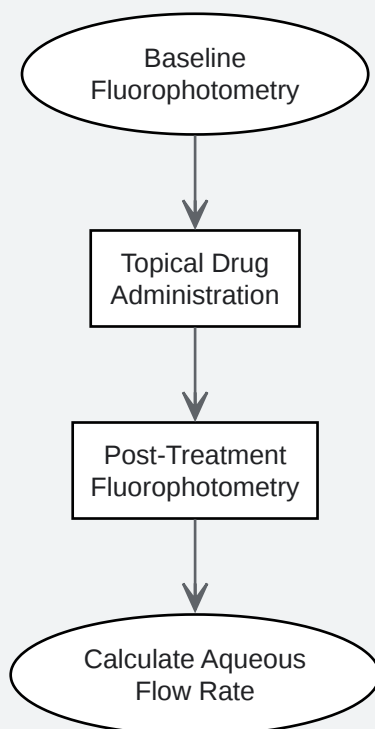 Baseline
Fluorophotometry
Topical Drug
Administration
Post-Treatment
Fluorophotometry
Calculate Aqueous
Flow Rate